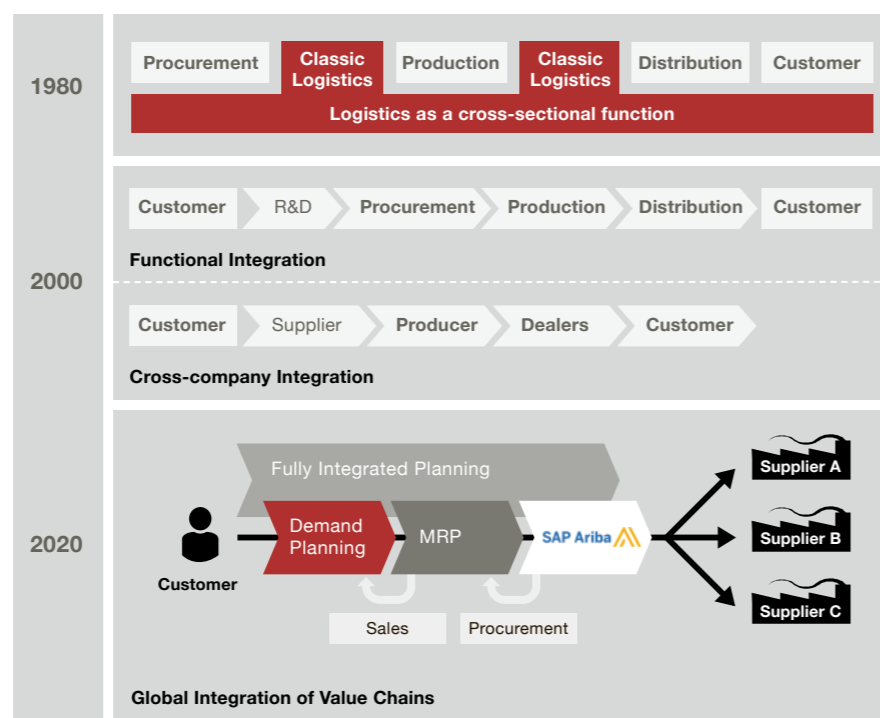 1980
Procurement
Classic
Logistics
Production
Classic
Logistics
Distribution
Customer
Logistics as a cross-sectional function
2000
Customer
R&D
Procurement
Production
Distribution
Customer
Functional Integration
Customer
Supplier
Producer
Dealers
Customer
Cross-company Integration
2020
Fully Integrated Planning
Customer
Demand
Planning
MRP
SAP Ariba
Supplier A
Supplier B
Supplier C
Sales
Procurement
Global Integration of Value Chains